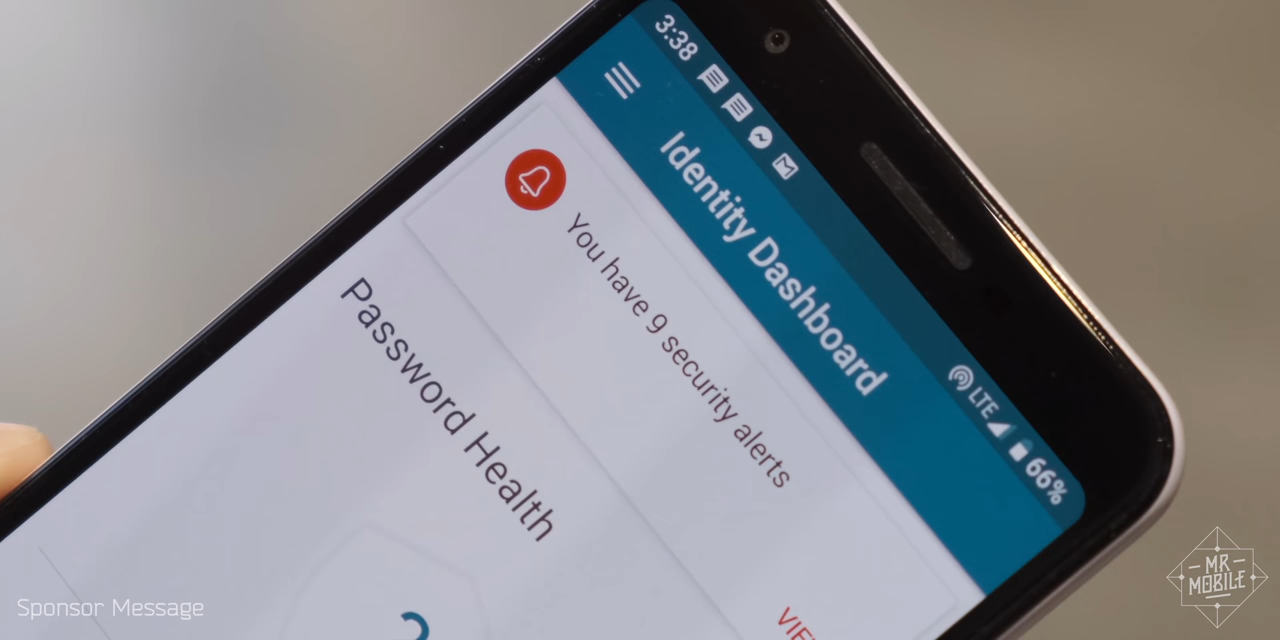 3:38
LTE
66%
Identity Dashboard
You have 9 security alerts
Password Health
Sponsor Message
MR
MOBILE